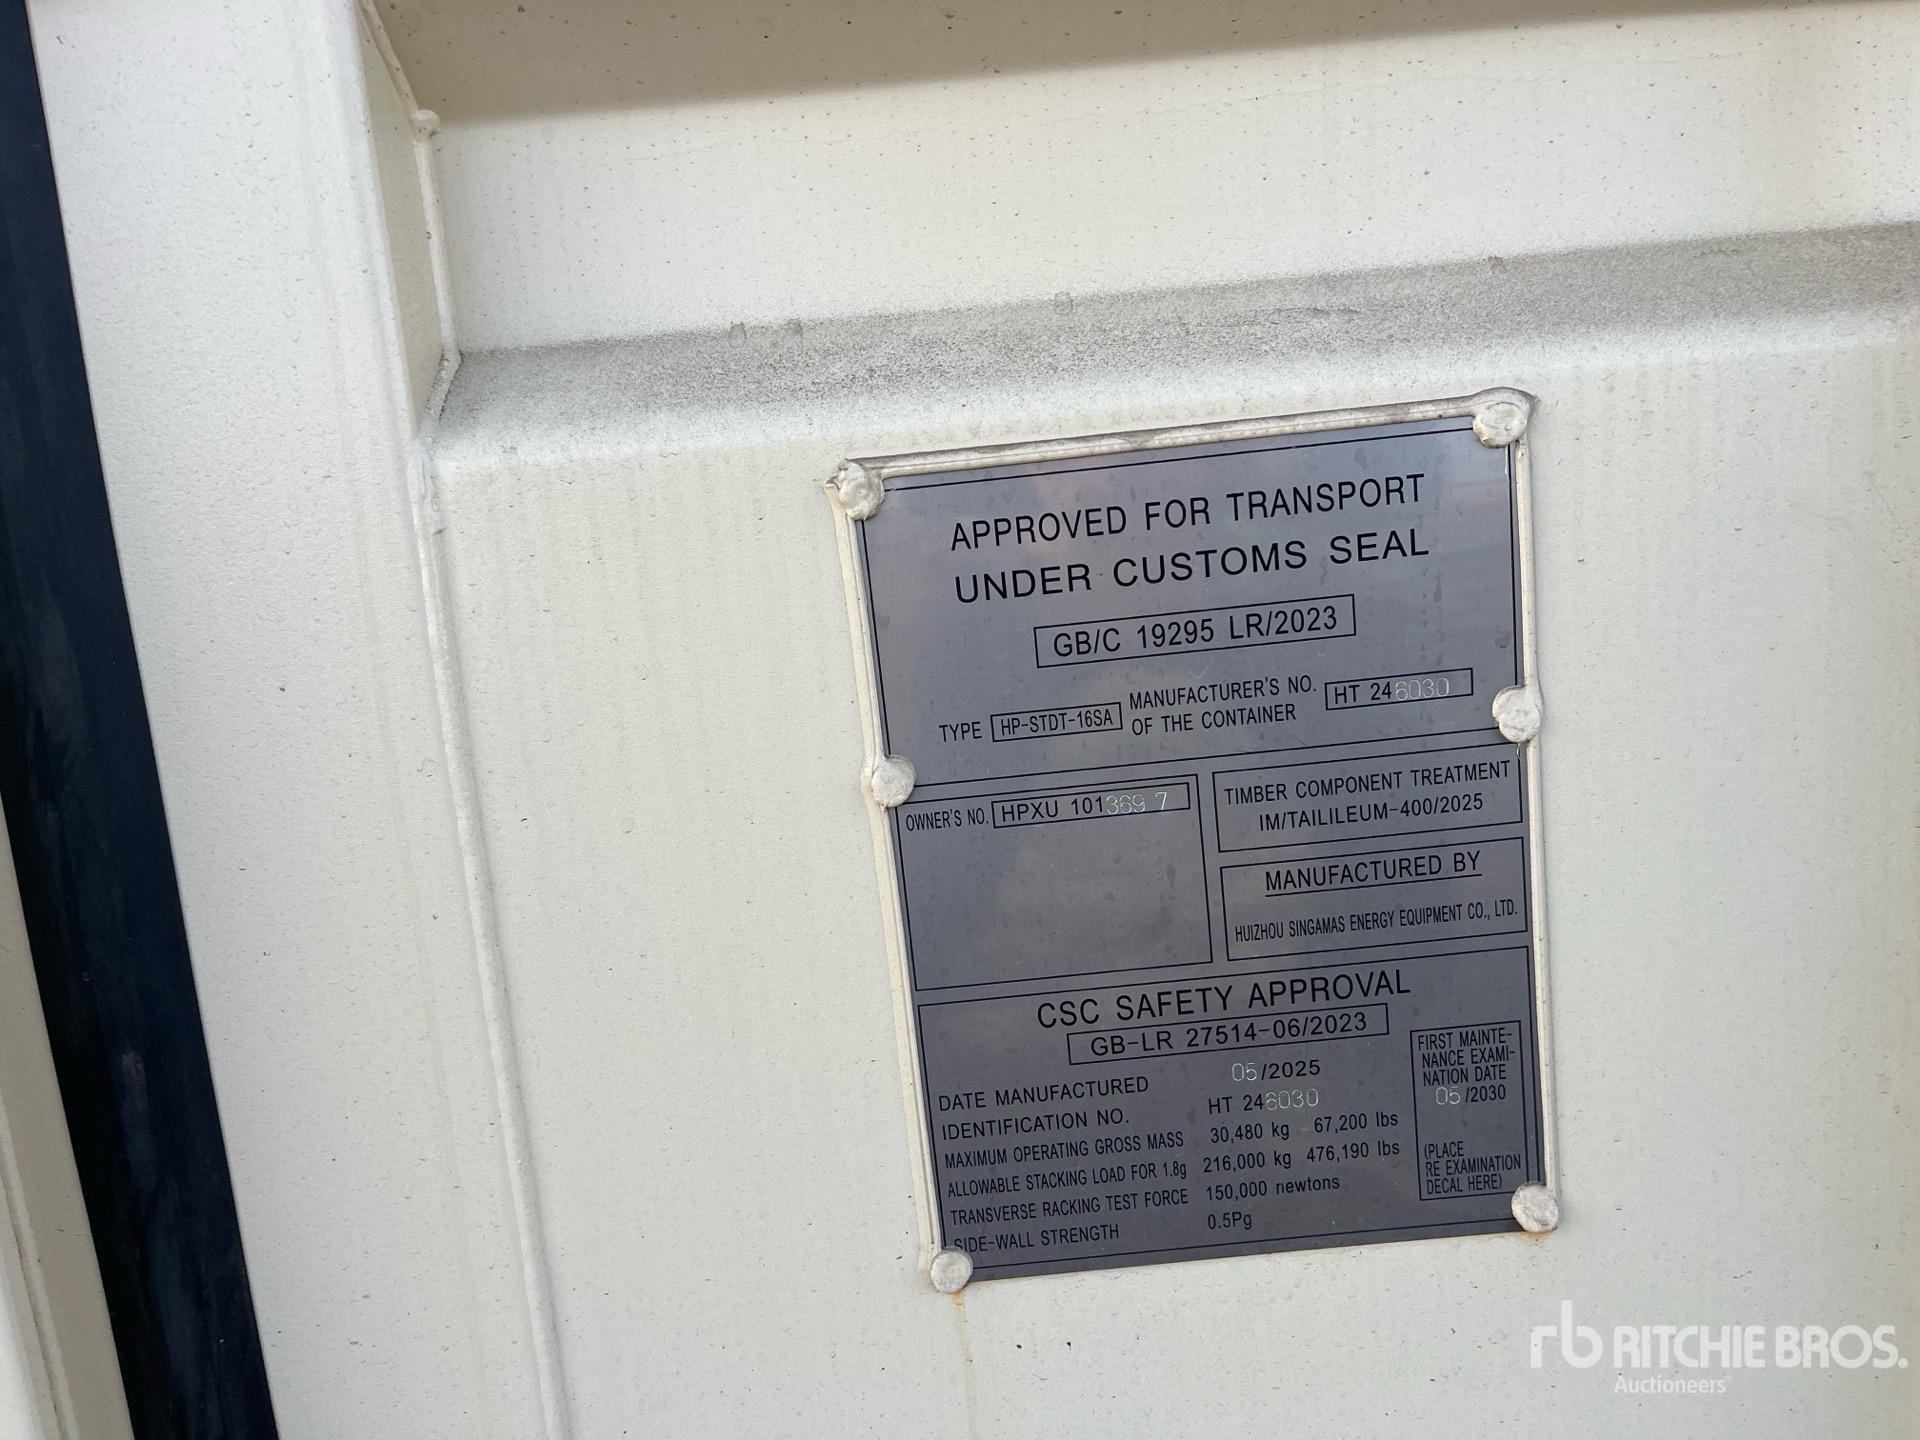 APPROVED FOR TRANSPORT
UNDER CUSTOMS SEAL
GB/C 19295 LR/2023
TYPE HP-STDT-16SA MANUFACTURER'S NO. OF THE CONTAINER HT 246030
OWNER'S NO. HPXU 101369 7
TIMBER COMPONENT TREATMENT
IM/TAILILEUM-400/2025
MANUFACTURED BY
HUIZHOU SINGAMAS ENERGY EQUIPMENT CO., LTD.
CSC SAFETY APPROVAL
GB-LR 27514-06/2023
DATE MANUFACTURED 05/2025
IDENTIFICATION NO. HT 246030
MAXIMUM OPERATING GROSS MASS 30,480 kg 67,200 lbs
ALLOWABLE STACKING LOAD FOR 1.8g 216,000 kg 476,190 lbs
TRANSVERSE RACKING TEST FORCE 150,000 newtons
SIDE-WALL STRENGTH 0.5Pg
FIRST MAINTE-
NANCE EXAMI-
NATION DATE
05/2030
(PLACE
RE EXAMINATION
DECAL HERE)
rb RITCHIE BROS.
Auctioneers